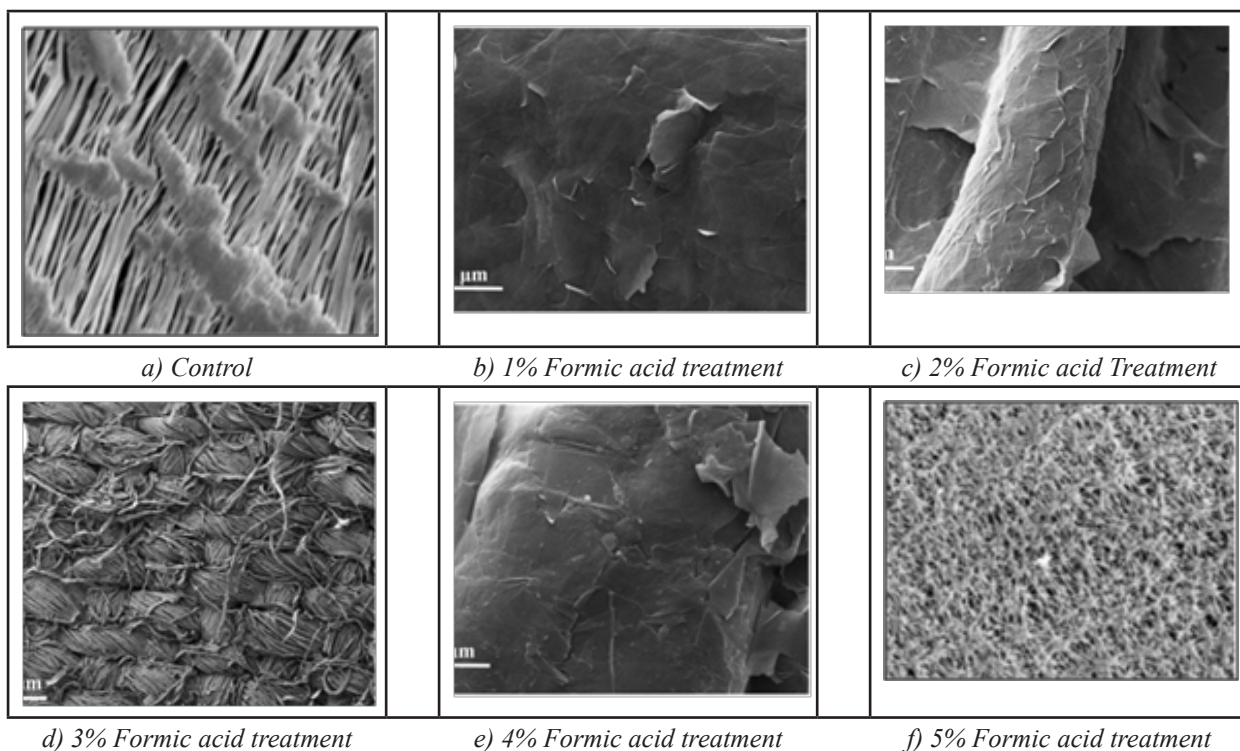 μm
a) Control
b) 1% Formic acid treatment
c) 2% Formic acid Treatment
d) 3% Formic acid treatment
e) 4% Formic acid treatment
f) 5% Formic acid treatment